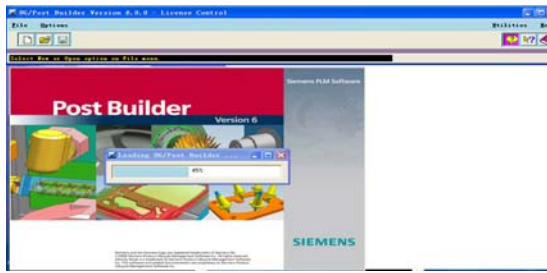 UG/Post Builder Version 6.0.0 - License Control
File Options Utilities
Select New or Open option on File menu.
Siemens PLM Software
Post Builder
Version 6
Loading UG/Post Builder ...
45%
SIEMENS